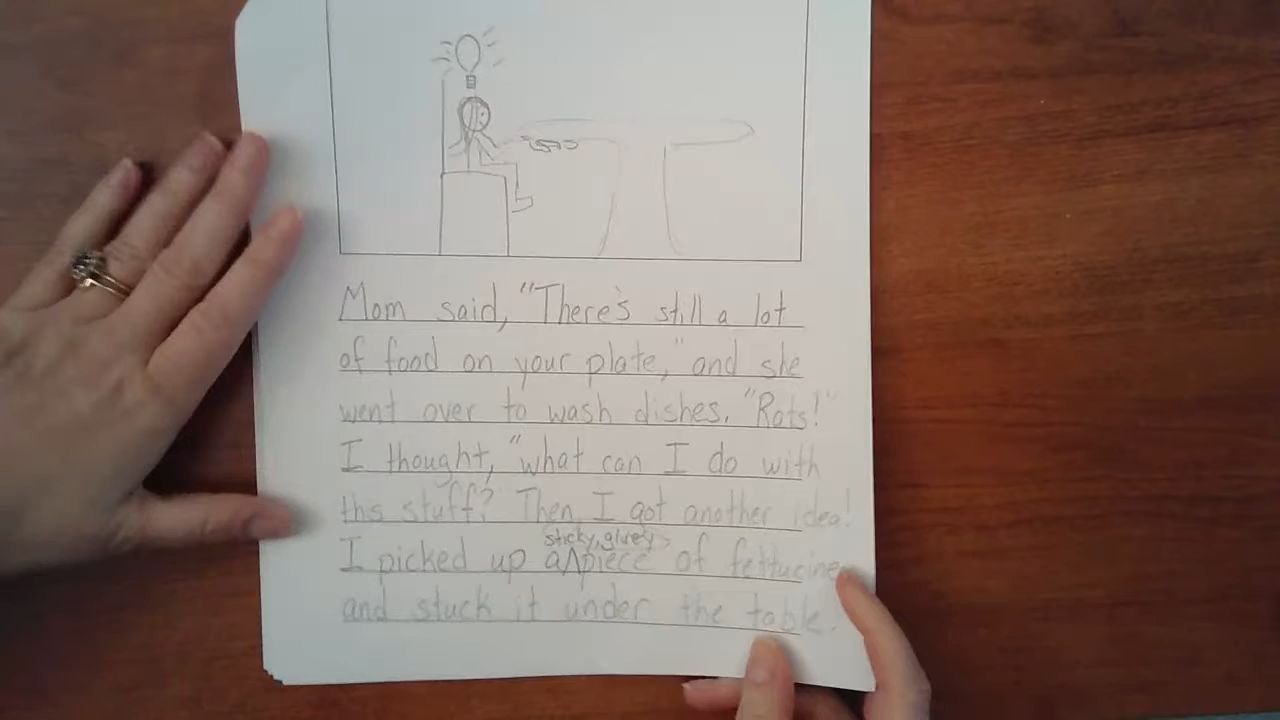 Mom said, "There's still a lot
of food on your plate," and she
went over to wash dishes. "Rats!"
I thought, "what can I do with
this stuff? Then I got another idea!
sticky, gluey
I picked up a^piece of fettucine
and stuck it under the table.